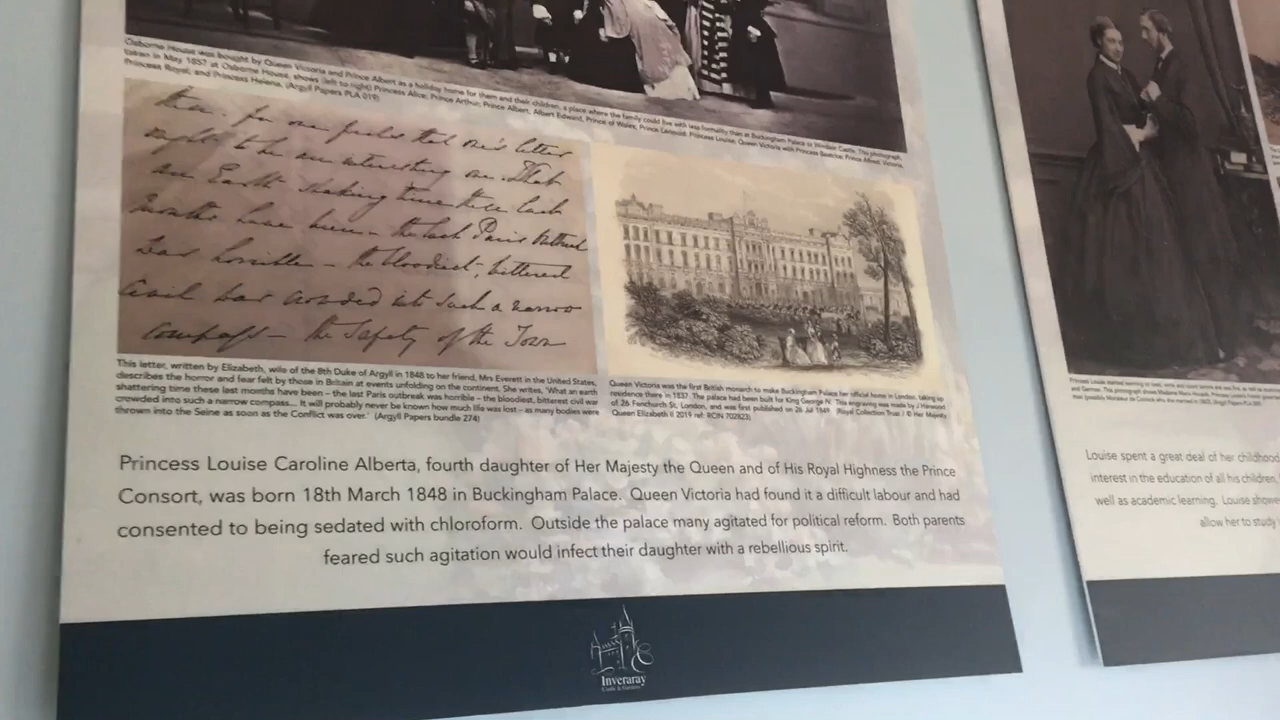 Osborne House was bought by Queen Victoria and Prince Albert as a holiday home for them and their children, a place where the family could live with less formality than at Buckingham Palace or Windsor Castle. This photograph,
taken in May 1857 at Osborne House, shows (left to right) Princess Alice; Prince Arthur; Prince Albert, Albert Edward, Prince of Wales; Prince Leopold; Princess Louise; Queen Victoria with Princess Beatrice; Prince Alfred; Victoria,
Princess Royal; and Princess Helena. (Argyll Papers PLA 019)
for one feels that one's letter
ought to be an interesting one. What
an Earth shaking time these last
months have been – the last Paris
was horrible – the bloodiest, bitterest
Civil War crowded into such a narrow
compass – the Safety of the Town
This letter, written by Elizabeth, wife of the 8th Duke of Argyll in 1848 to her friend, Mrs Everett in the United States,
describes the horror and fear felt by those in Britain at events unfolding on the continent. She writes, 'What an earth
shattering time these last months have been – the last Paris outbreak was horrible – the bloodiest, bitterest civil war
crowded into such a narrow compass... It will probably never be known how much life was lost – as many bodies were
thrown into the Seine as soon as the Conflict was over.' (Argyll Papers bundle 274)
Queen Victoria was the first British monarch to make Buckingham Palace her official home in London, taking up
residence there in 1837. The palace had been built for King George IV. This engraving was made by J Harwood
of 26 Fenchurch St, London, and was first published on 26 Jul 1849. (Royal Collection Trust / © Her Majesty
Queen Elizabeth II 2019 ref: RCIN 702823)
Princess Louise Caroline Alberta, fourth daughter of Her Majesty the Queen and of His Royal Highness the Prince
Consort, was born 18th March 1848 in Buckingham Palace. Queen Victoria had found it a difficult labour and had
consented to being sedated with chloroform. Outside the palace many agitated for political reform. Both parents
feared such agitation would infect their daughter with a rebellious spirit.
Inveraray
Castle & Gardens
Louise spent a great deal of her childhood
interest in the education of all his children,
well as academic learning. Louise
allow her to study